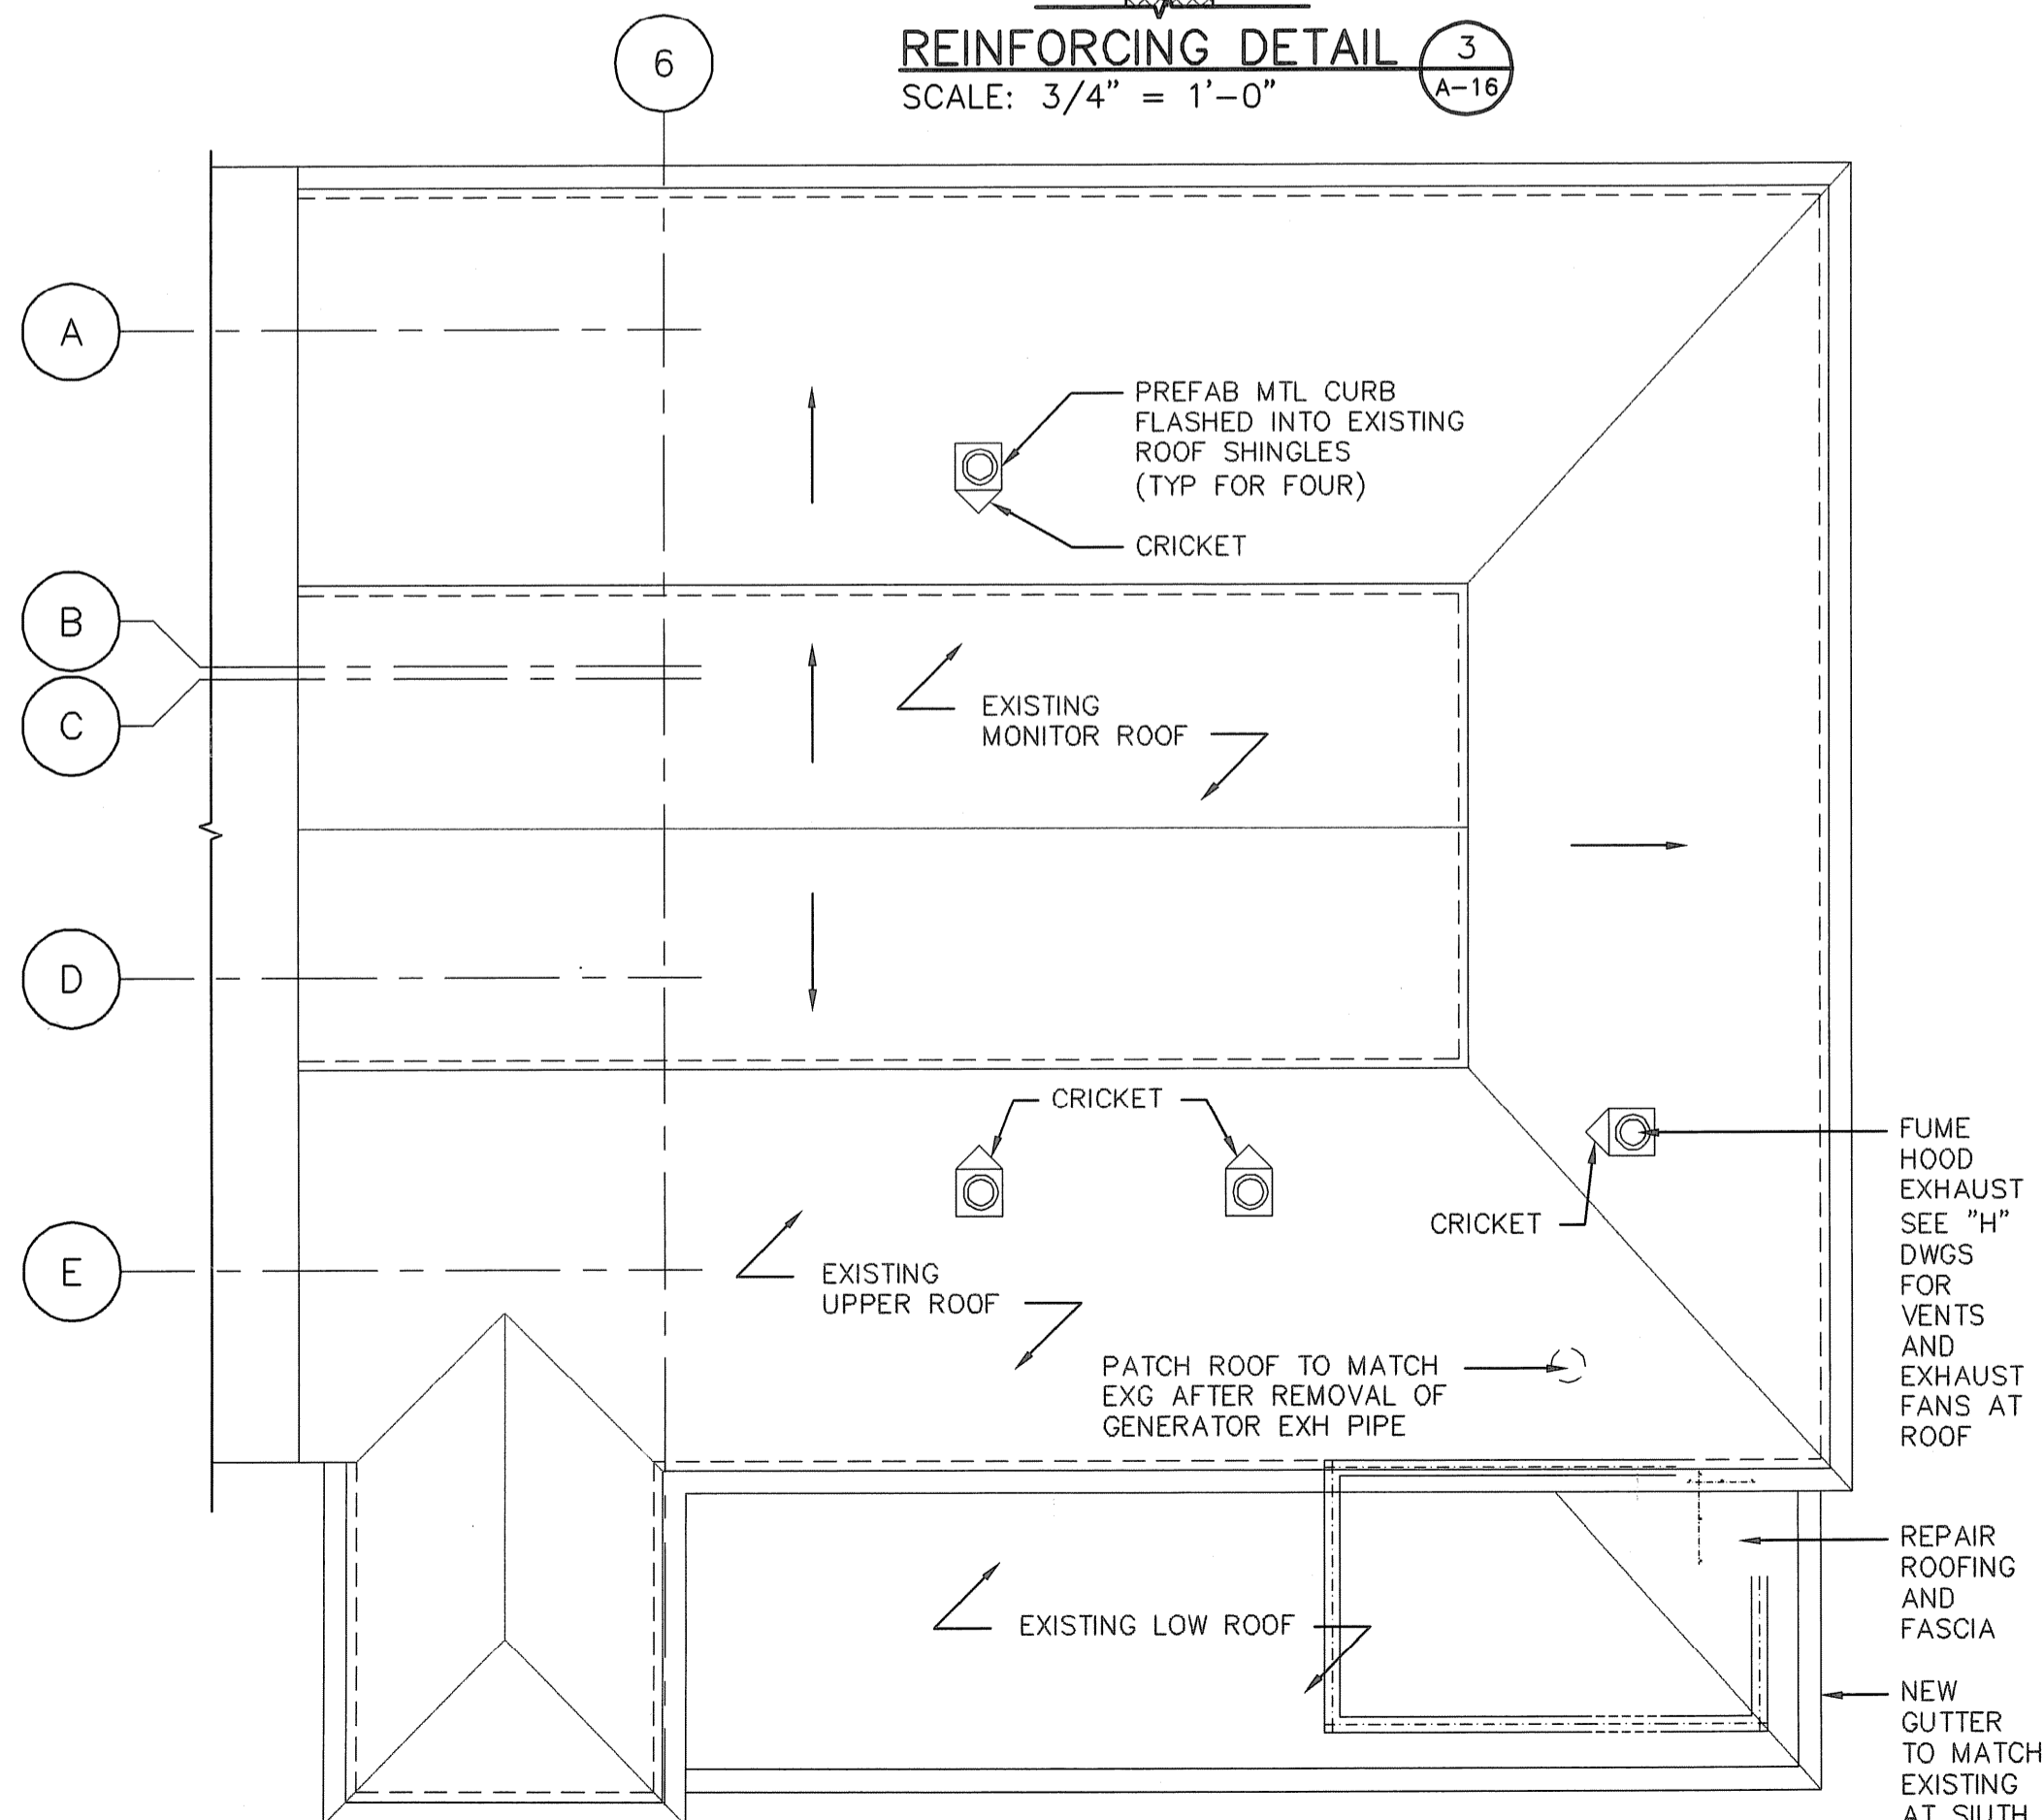 REINFORCING DETAIL
SCALE: 3/4" = 1'-0"
3
A-16
6
A
PREFAB MTL CURB
FLASHED INTO EXISTING
ROOF SHINGLES
(TYP FOR FOUR)
CRICKET
B
C
EXISTING
MONITOR ROOF
D
CRICKET
FUME
HOOD
EXHAUST
SEE "H"
DWGS
FOR
VENTS
AND
EXHAUST
FANS AT
ROOF
CRICKET
E
EXISTING
UPPER ROOF
PATCH ROOF TO MATCH
EXG AFTER REMOVAL OF
GENERATOR EXH PIPE
REPAIR
ROOFING
AND
FASCIA
EXISTING LOW ROOF
NEW
GUTTER
TO MATCH
EXISTING
AT SIUTH